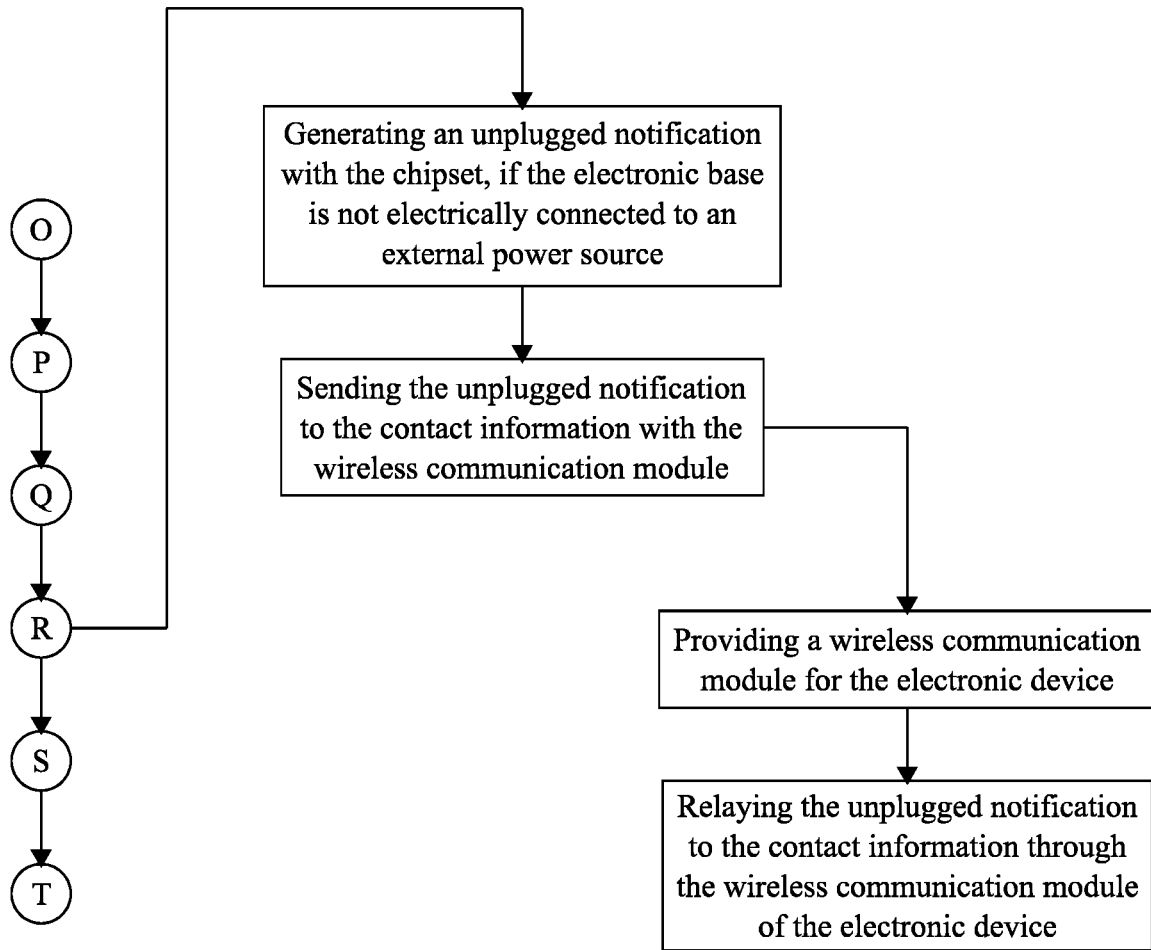 O
P
Q
R
S
T
Generating an unplugged notification
with the chipset, if the electronic base
is not electrically connected to an
external power source
Sending the unplugged notification
to the contact information with the
wireless communication module
Providing a wireless communication
module for the electronic device
Relaying the unplugged notification
to the contact information through
the wireless communication module
of the electronic device